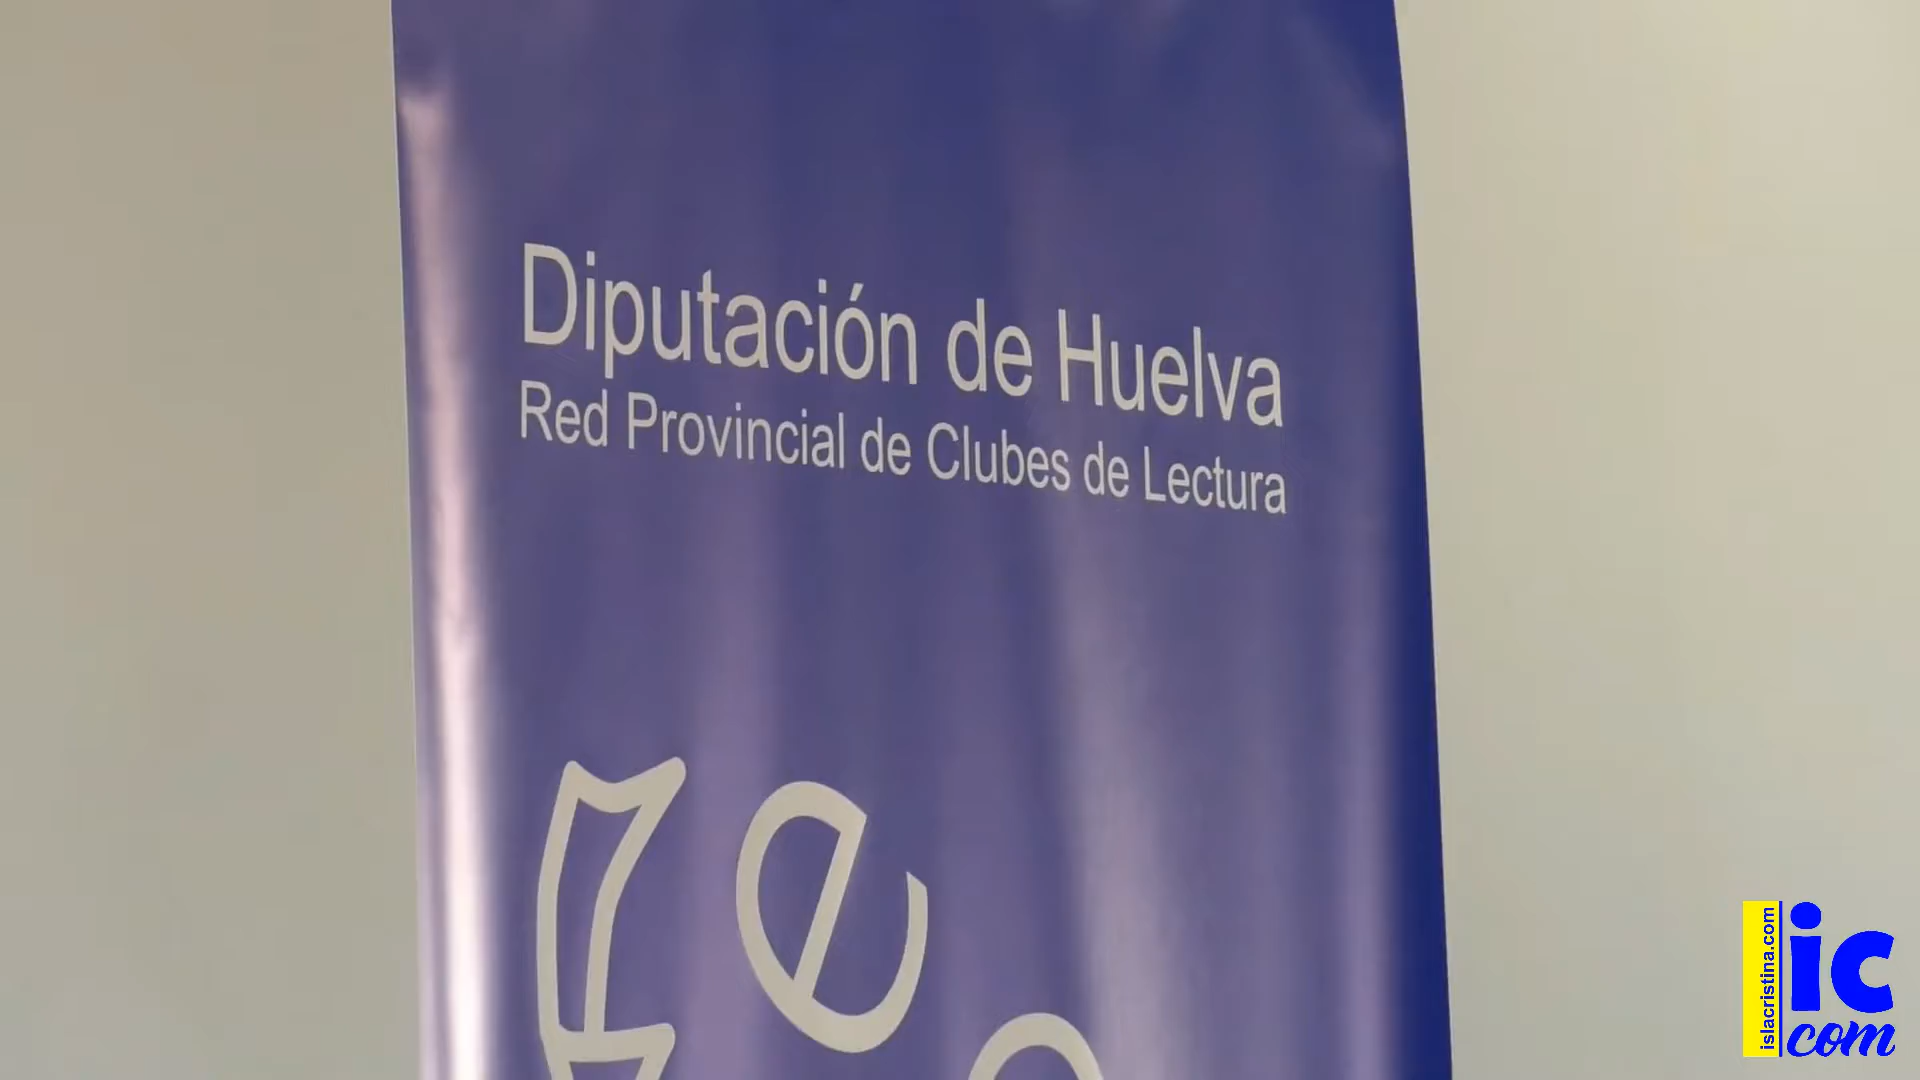 Diputación de Huelva
Red Provincial de Clubes de Lectura
e
islacristina.com
ic
com